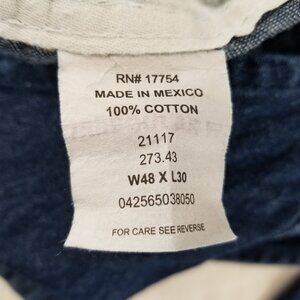 RN# 17754
MADE IN MEXICO
100% COTTON
21117
273.43
W48 X L30
042565038050
FOR CARE SEE REVERSE